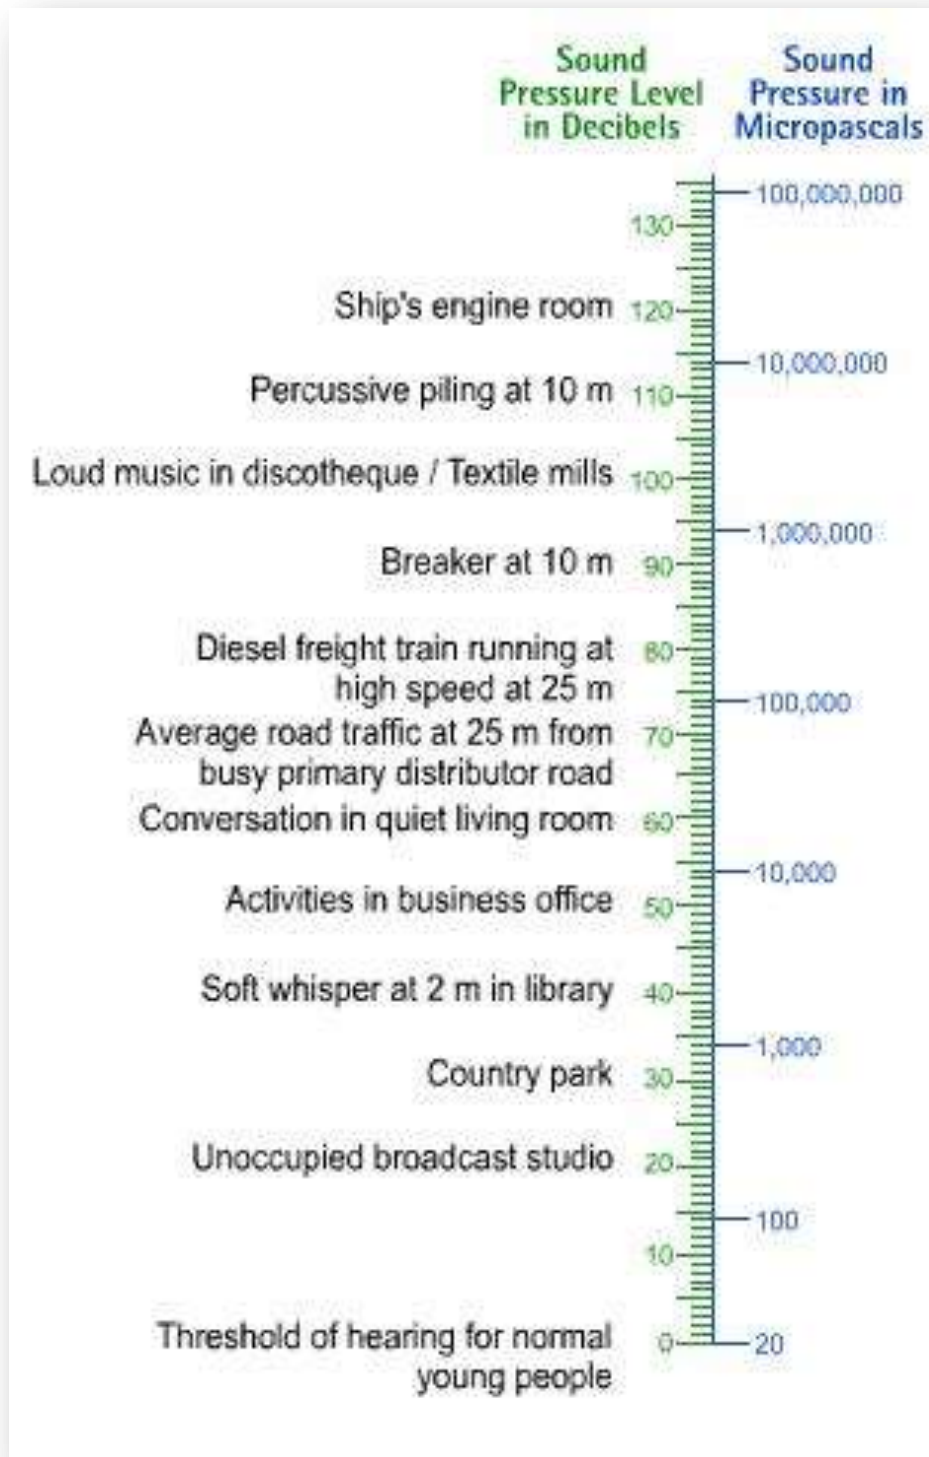 Sound
Pressure Level
in Decibels
Sound
Pressure in
Micropascals
100,000,000
130
Ship's engine room 120
10,000,000
Percussive piling at 10 m 110
Loud music in discotheque / Textile mills 100
1,000,000
Breaker at 10 m 90
Diesel freight train running at 80
high speed at 25 m
100,000
Average road traffic at 25 m from 70
busy primary distributor road
Conversation in quiet living room 60
10,000
Activities in business office 50
Soft whisper at 2 m in library 40
1,000
Country park 30
Unoccupied broadcast studio 20
100
10
Threshold of hearing for normal 0 20
young people